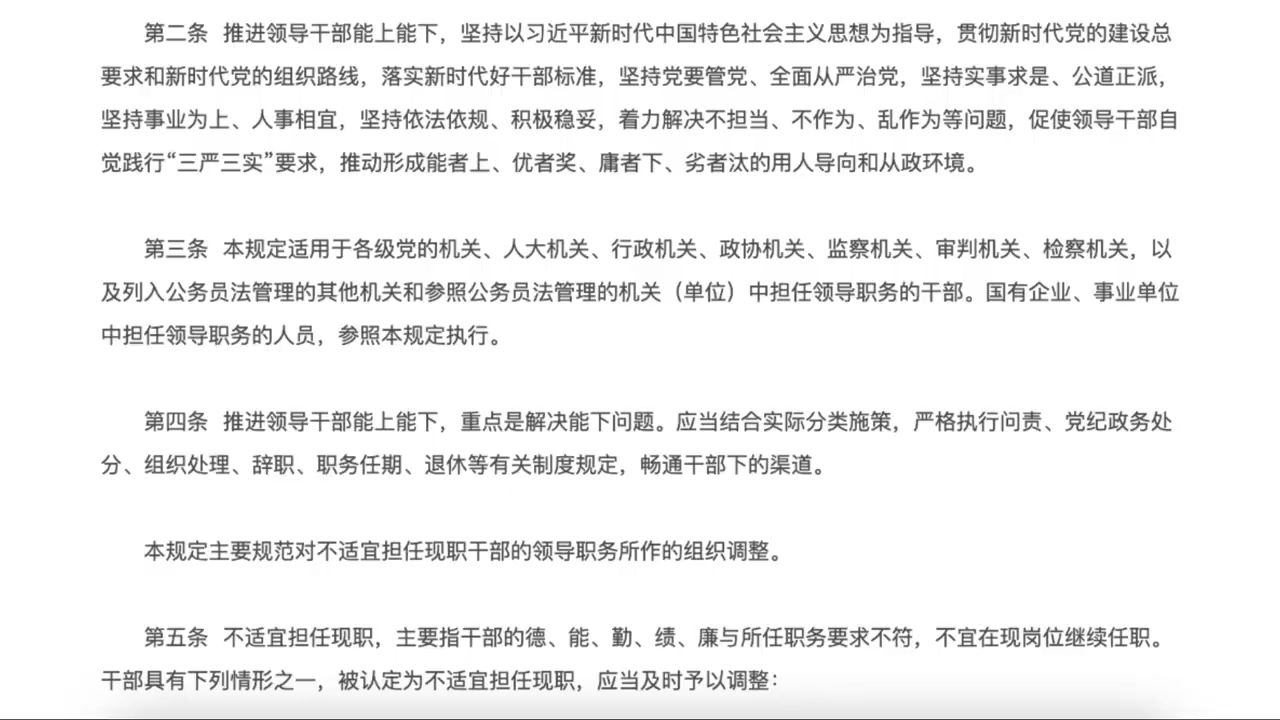 第二条 推进领导干部能上能下，坚持以习近平新时代中国特色社会主义思想为指导，贯彻新时代党的建设总
要求和新时代党的组织路线，落实新时代好干部标准，坚持党要管党、全面从严治党，坚持实事求是、公道正派，
坚持事业为上、人事相宜，坚持依法依规、积极稳妥，着力解决不担当、不作为、乱作为等问题，促使领导干部自
觉践行“三严三实”要求，推动形成能者上、优者奖、庸者下、劣者汰的用人导向和从政环境。
第三条 本规定适用于各级党的机关、人大机关、行政机关、政协机关、监察机关、审判机关、检察机关，以
及列入公务员法管理的其他机关和参照公务员法管理的机关（单位）中担任领导职务的干部。国有企业、事业单位
中担任领导职务的人员，参照本规定执行。
第四条 推进领导干部能上能下，重点是解决能下问题。应当结合实际分类施策，严格执行问责、党纪政务处
分、组织处理、辞职、职务任期、退休等有关制度规定，畅通干部下的渠道。
本规定主要规范对不适宜担任现职干部的领导职务所作的组织调整。
第五条 不适宜担任现职，主要指干部的德、能、勤、绩、廉与所任职务要求不符，不宜在现岗位继续任职。
干部具有下列情形之一，被认定为不适宜担任现职，应当及时予以调整：